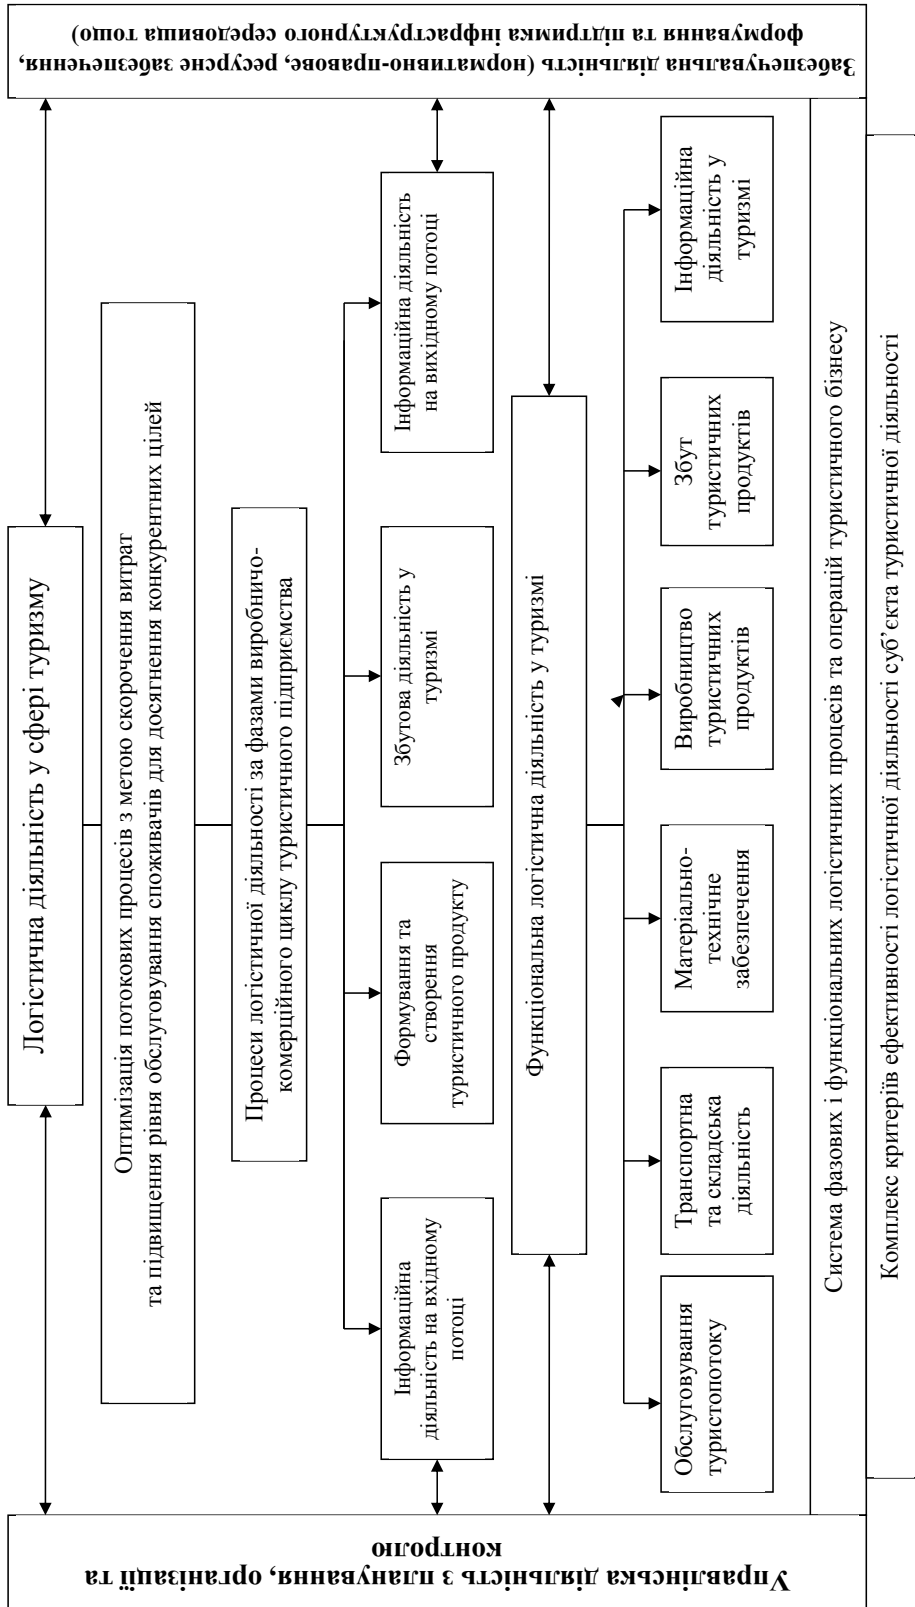 Логістична діяльність у сфері туризму
Оптимізація потокових процесів з метою скорочення витрат
та підвищення рівня обслуговування споживачів для досягнення конкурентних цілей
Процеси логістичної діяльності за фазами виробничо-
комерційного циклу туристичного підприємства
Інформаційна
діяльність на вхідному
потоці
Формування та
створення
туристичного продукту
Збутова діяльність у
туризмі
Інформаційна діяльність
на вихідному потоці
Функціональна логістична діяльність у туризмі
Обслуговування
туристопотоку
Транспортна
та складська
діяльність
Матеріально-
технічне
забезпечення
Виробництво
туристичних
продуктів
Збут
туристичних
продуктів
Інформаційна
діяльність у
туризмі
Система фазових і функціональних логістичних процесів та операцій туристичного бізнесу
Комплекс критеріїв ефективності логістичної діяльності суб’єкта туристичної діяльності
Управлінська діяльність з планування, організації та
контролю
Забезпечувальна діяльність (нормативно-правове, ресурсне забезпечення,
формування та підтримка інфраструктурного середовища тощо)